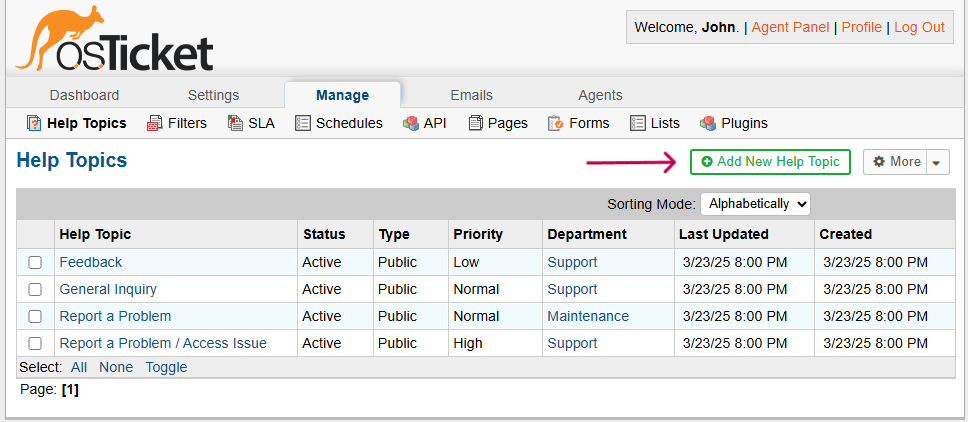 osTicket
Welcome, John. | Agent Panel | Profile | Log Out
Dashboard Settings Manage Emails Agents
Help Topics Filters SLA Schedules API Pages Forms Lists Plugins
Help Topics Add New Help Topic More
Sorting Mode: Alphabetically
Help Topic Status Type Priority Department Last Updated Created
Feedback Active Public Low Support 3/23/25 8:00 PM 3/23/25 8:00 PM
General Inquiry Active Public Normal Support 3/23/25 8:00 PM 3/23/25 8:00 PM
Report a Problem Active Public Normal Maintenance 3/23/25 8:00 PM 3/23/25 8:00 PM
Report a Problem / Access Issue Active Public High Support 3/23/25 8:00 PM 3/23/25 8:00 PM
Select: All None Toggle
Page: [1]